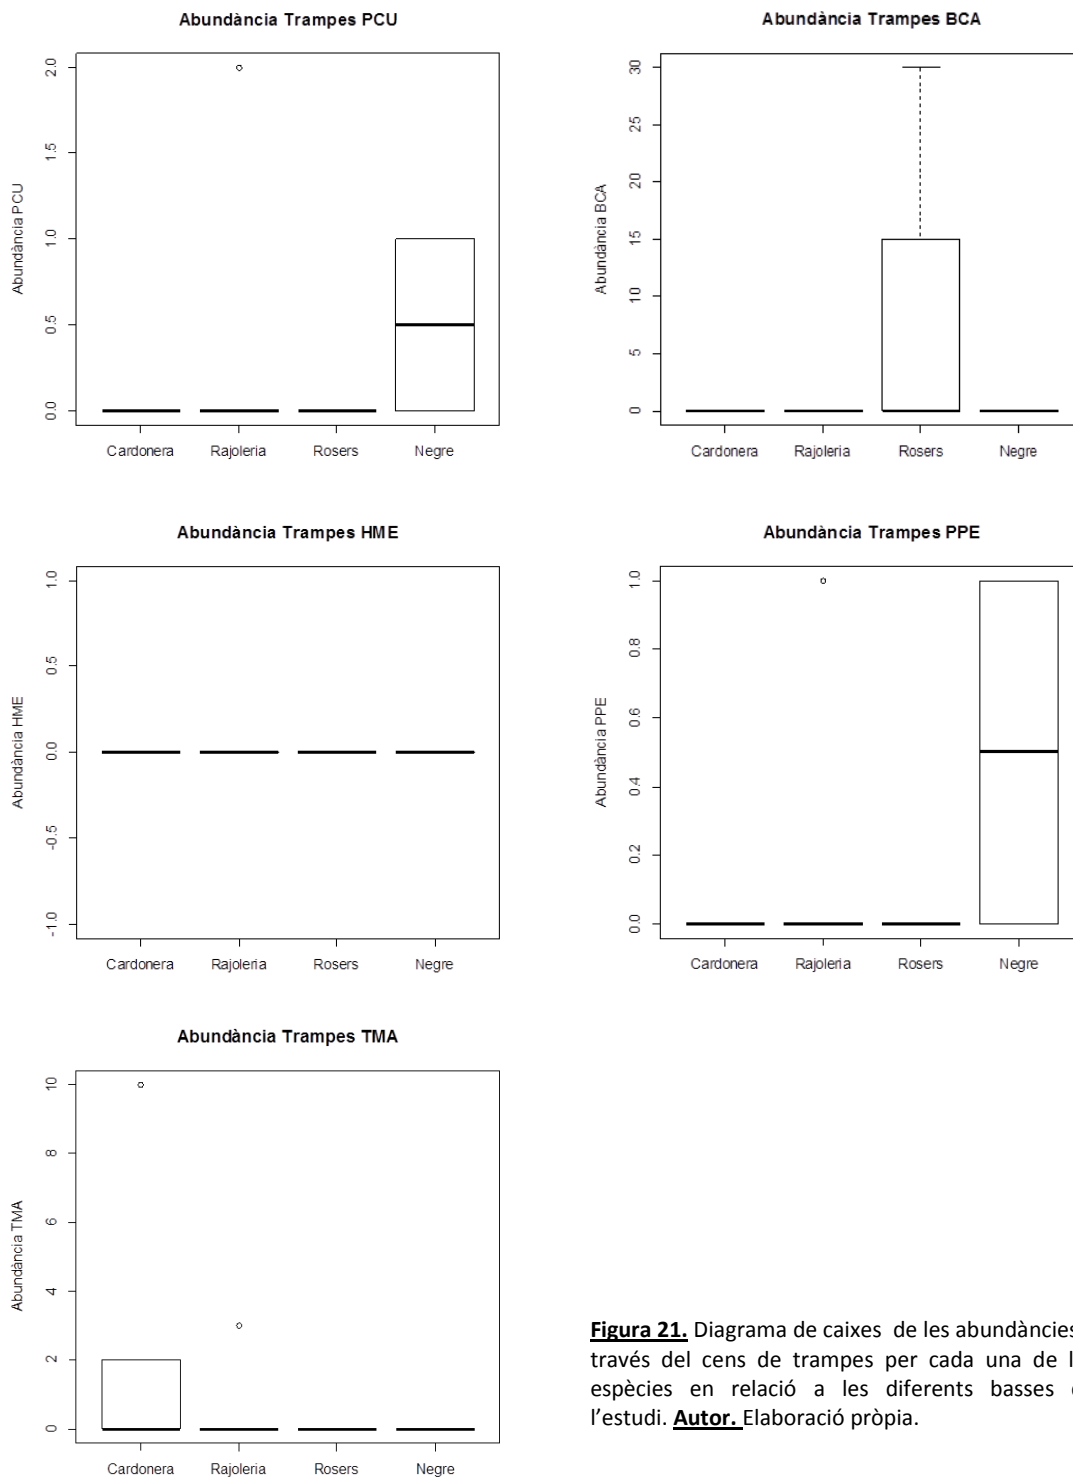 Abundància Trampes PCU
Abundància PCU
2.0
1.5
1.0
0.5
0.0
Cardonera Rajoleria Rosers Negre
Abundància Trampes BCA
Abundància BCA
30
25
20
15
10
5
0
Cardonera Rajoleria Rosers Negre
Abundància Trampes HME
Abundància HME
1.0
0.5
0.0
-0.5
-1.0
Cardonera Rajoleria Rosers Negre
Abundància Trampes PPE
Abundància PPE
1.0
0.8
0.6
0.4
0.2
0.0
Cardonera Rajoleria Rosers Negre
Abundància Trampes TMA
Abundància TMA
10
8
6
4
2
0
Cardonera Rajoleria Rosers Negre
Figura 21. Diagrama de caixes de les abundàncies
través del cens de trampes per cada una de
espècies en relació a les diferents basses
l'estudi. Autor. Elaboració pròpia.